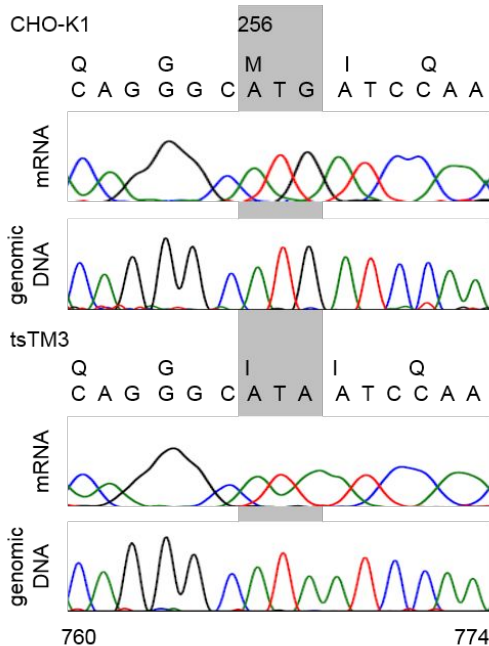 CHO-K1 256
Q G M I Q
C A G G G C A T G A T C C A A
mRNA
genomic DNA
tsTM3
Q G I I Q
C A G G G C A T A A T C C A A
mRNA
genomic DNA
760 774